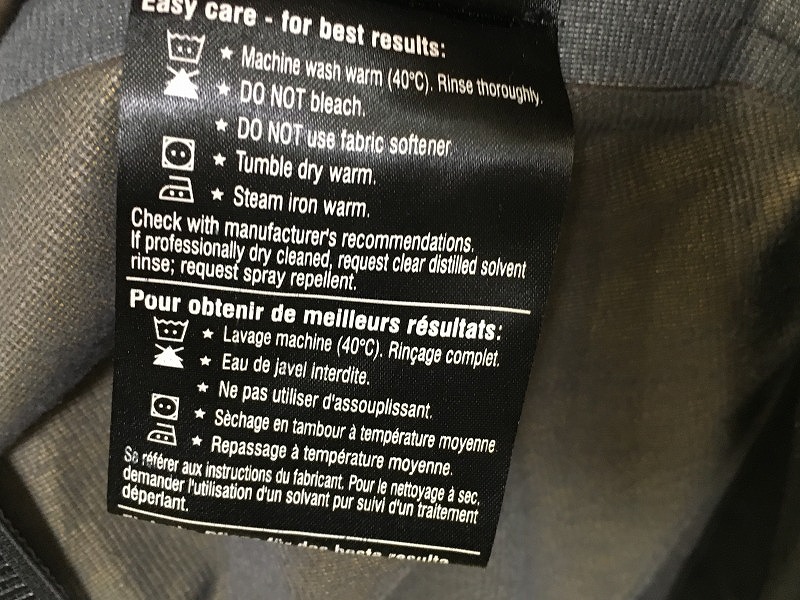 Easy care - for best results:
★ Machine wash warm (40°C). Rinse thoroughly.
★ DO NOT bleach.
★ DO NOT use fabric softener
★ Tumble dry warm.
★ Steam iron warm.
Check with manufacturer's recommendations.
If professionally dry cleaned, request clear distilled solvent
rinse; request spray repellent.
Pour obtenir de meilleurs résultats:
★ Lavage machine (40°C). Rinçage complet.
★ Eau de javel interdite.
★ Ne pas utiliser d'assouplissant.
★ Sèchage en tambour à température moyenne
★ Repassage à température moyenne.
Se référer aux instructions du fabricant. Pour le nettoyage à sec,
demander l'utilisation d'un solvant pur suivi d'un traitement
déperlant.